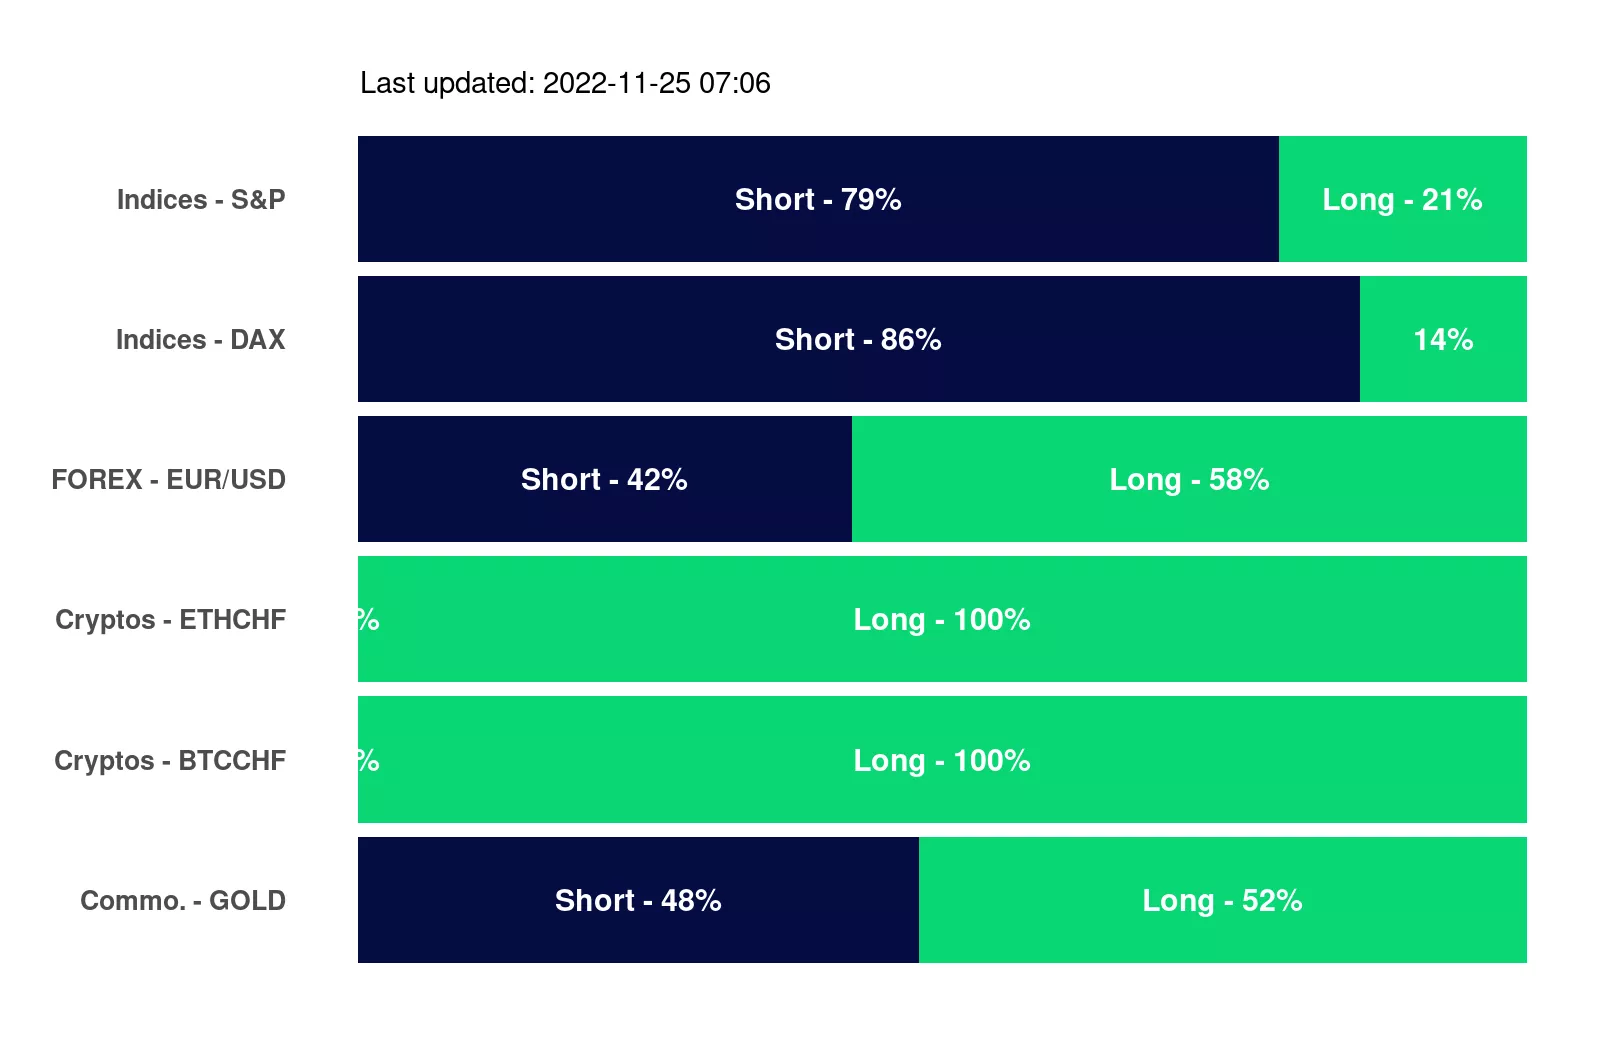 Last updated: 2022-11-25 07:06
Indices - S&P Short - 79% Long - 21%
Indices - DAX Short - 86% 14%
FOREX - EUR/USD Short - 42% Long - 58%
Cryptos - ETHCHF % Long - 100%
Cryptos - BTCCHF % Long - 100%
Commo. - GOLD Short - 48% Long - 52%